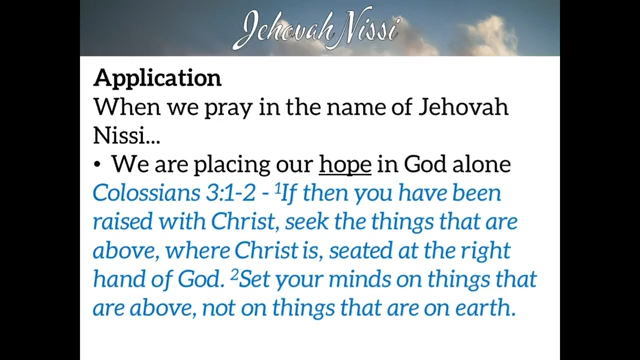 Jehovah Nissi
Application
When we pray in the name of Jehovah
Nissi...
• We are placing our hope in God alone
Colossians 3:1-2 - ¹If then you have been
raised with Christ, seek the things that are
above, where Christ is, seated at the right
hand of God. ²Set your minds on things that
are above, not on things that are on earth.